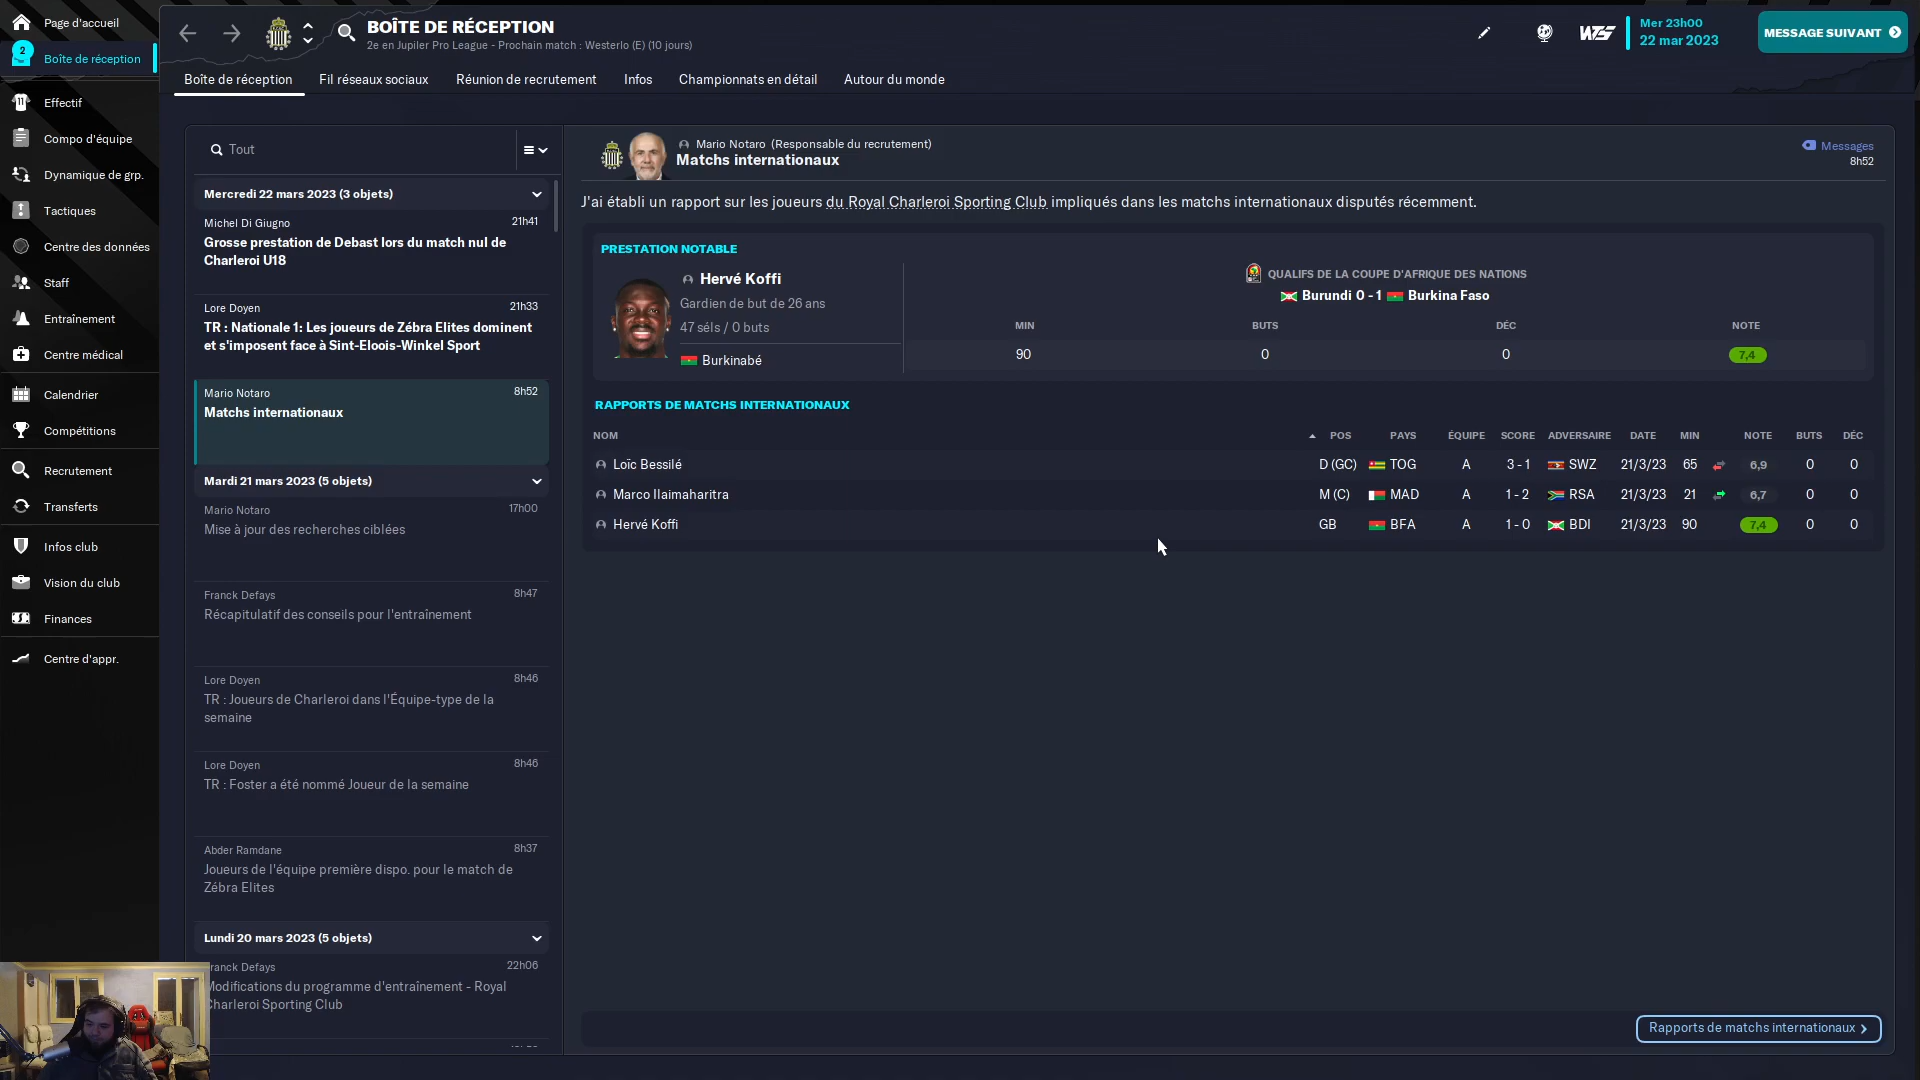 Page d'accueil
2
Boîte de réception
Effectif
Compo d'équipe
Dynamique de grp.
Tactiques
Centre des données
Staff
Entraînement
Centre médical
Calendrier
Compétitions
Recrutement
Transferts
Infos club
Vision du club
Finances
Centre d'appr.
BOÎTE DE RÉCEPTION
2e en Jupiler Pro League - Prochain match : Westerlo (E) (10 jours)
Mer 23h00
22 mar 2023
MESSAGE SUIVANT
Boîte de réception Fil réseaux sociaux Réunion de recrutement Infos Championnats en détail Autour du monde
Tout
Mercredi 22 mars 2023 (3 objets)
Michel Di Giugno 21h41
Grosse prestation de Debast lors du match nul de
Charleroi U18
Lore Doyen 21h33
TR : Nationale 1: Les joueurs de Zébra Elites dominent
et s'imposent face à Sint-Eloois-Winkel Sport
Mario Notaro 8h52
Matchs internationaux
Mardi 21 mars 2023 (5 objets)
Mario Notaro 17h00
Mise à jour des recherches ciblées
Franck Defays 8h47
Récapitulatif des conseils pour l'entraînement
Lore Doyen 8h46
TR : Joueurs de Charleroi dans l'Équipe-type de la
semaine
Lore Doyen 8h46
TR : Foster a été nommé Joueur de la semaine
Abder Ramdane 8h37
Joueurs de l'équipe première dispo. pour le match de
Zébra Elites
Lundi 20 mars 2023 (5 objets)
ranck Defays 22h06
Modifications du programme d'entraînement - Royal
harleroi Sporting Club
Mario Notaro (Responsable du recrutement)
Matchs internationaux
Messages
8h52
J'ai établi un rapport sur les joueurs du Royal Charleroi Sporting Club impliqués dans les matchs internationaux disputés récemment.
PRESTATION NOTABLE
Hervé Koffi
Gardien de but de 26 ans
47 séls / 0 buts
Burkinabé
QUALIFS DE LA COUPE D'AFRIQUE DES NATIONS
Burundi 0 - 1 Burkina Faso
MIN BUTS DÉC NOTE
90 0 0 7,4
RAPPORTS DE MATCHS INTERNATIONAUX
NOM POS PAYS ÉQUIPE SCORE ADVERSAIRE DATE MIN NOTE BUTS DÉC
Loïc Bessilé D (GC) TOG A 3 - 1 SWZ 21/3/23 65 6,9 0 0
Marco Ilaimaharitra M (C) MAD A 1 - 2 RSA 21/3/23 21 6,7 0 0
Hervé Koffi GB BFA A 1 - 0 BDI 21/3/23 90 7,4 0 0
Rapports de matchs internationaux